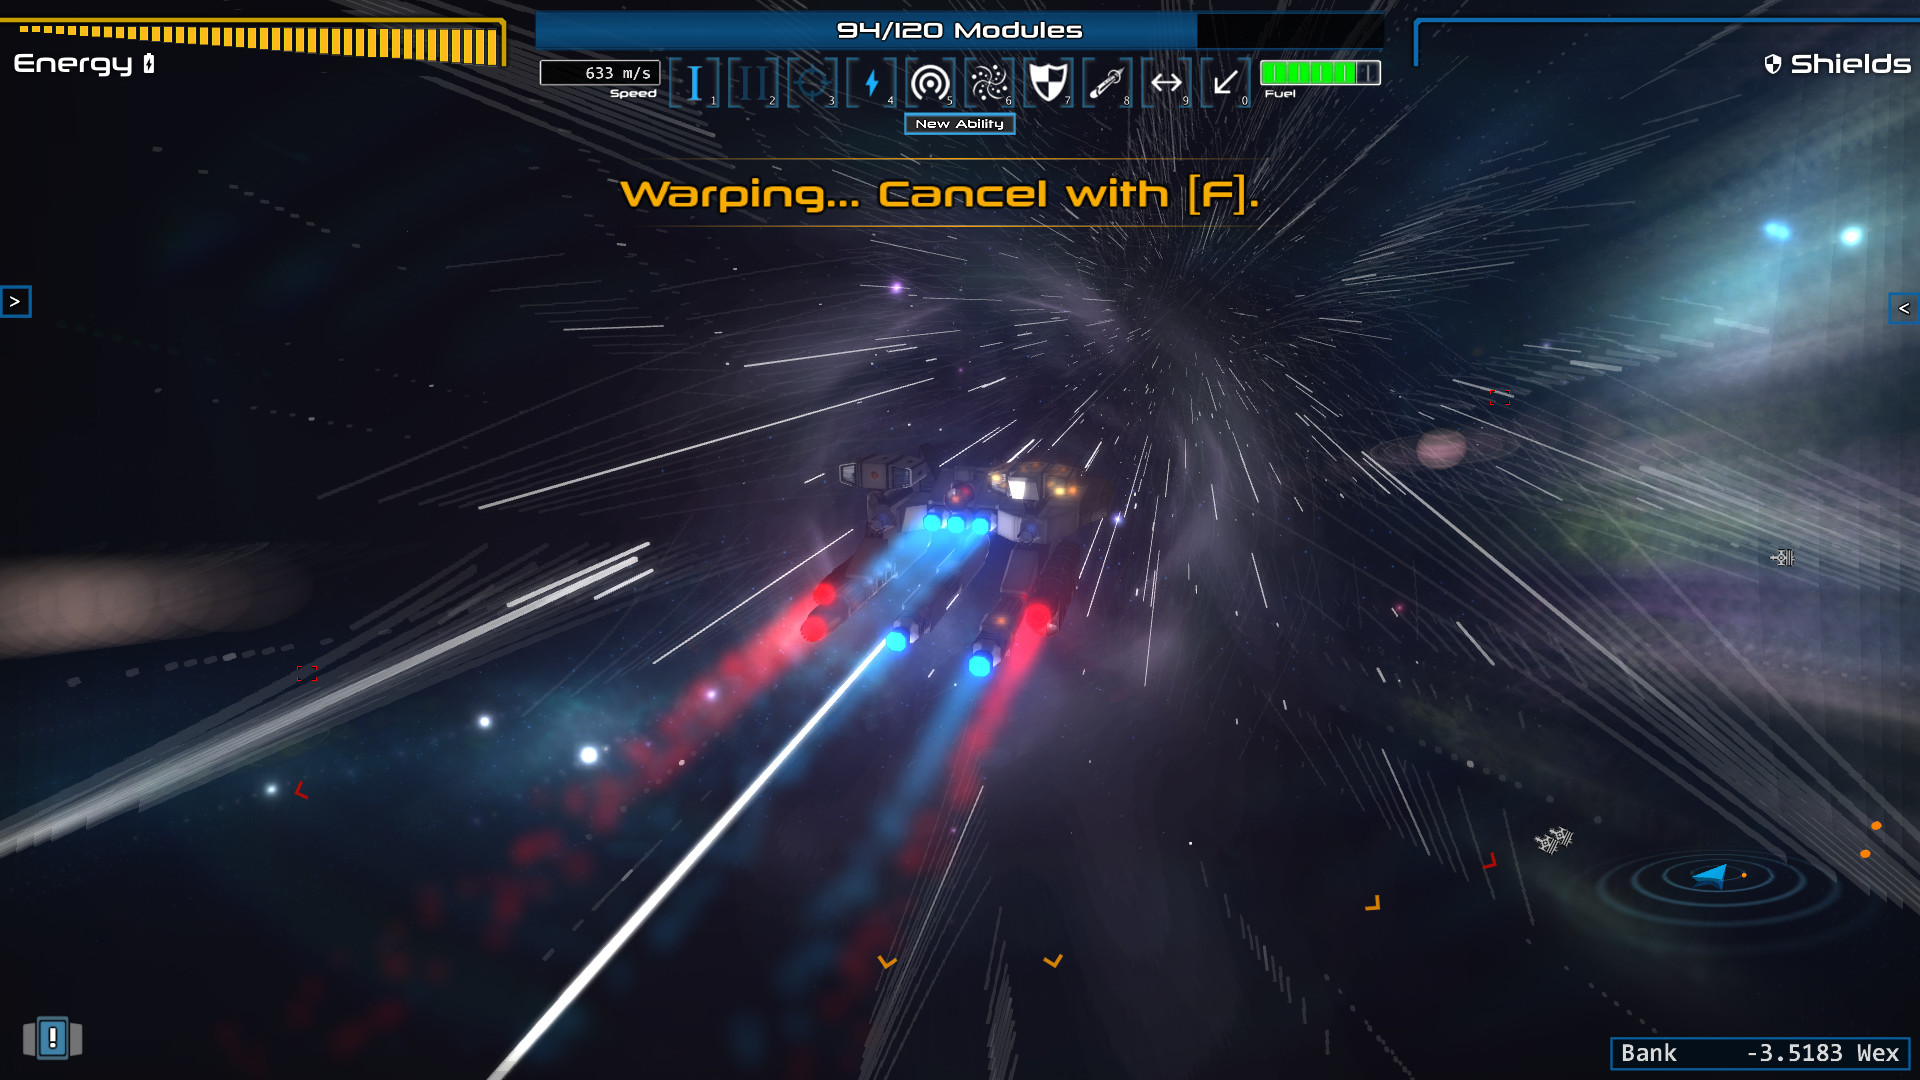 94/120 Modules
Energy
Shields
633 m/s
Speed
1
2
3
4
5
6
7
8
9
0
Fuel
New Ability
Warping... Cancel with [F].
>
<
!
Bank -3.5183 Wex